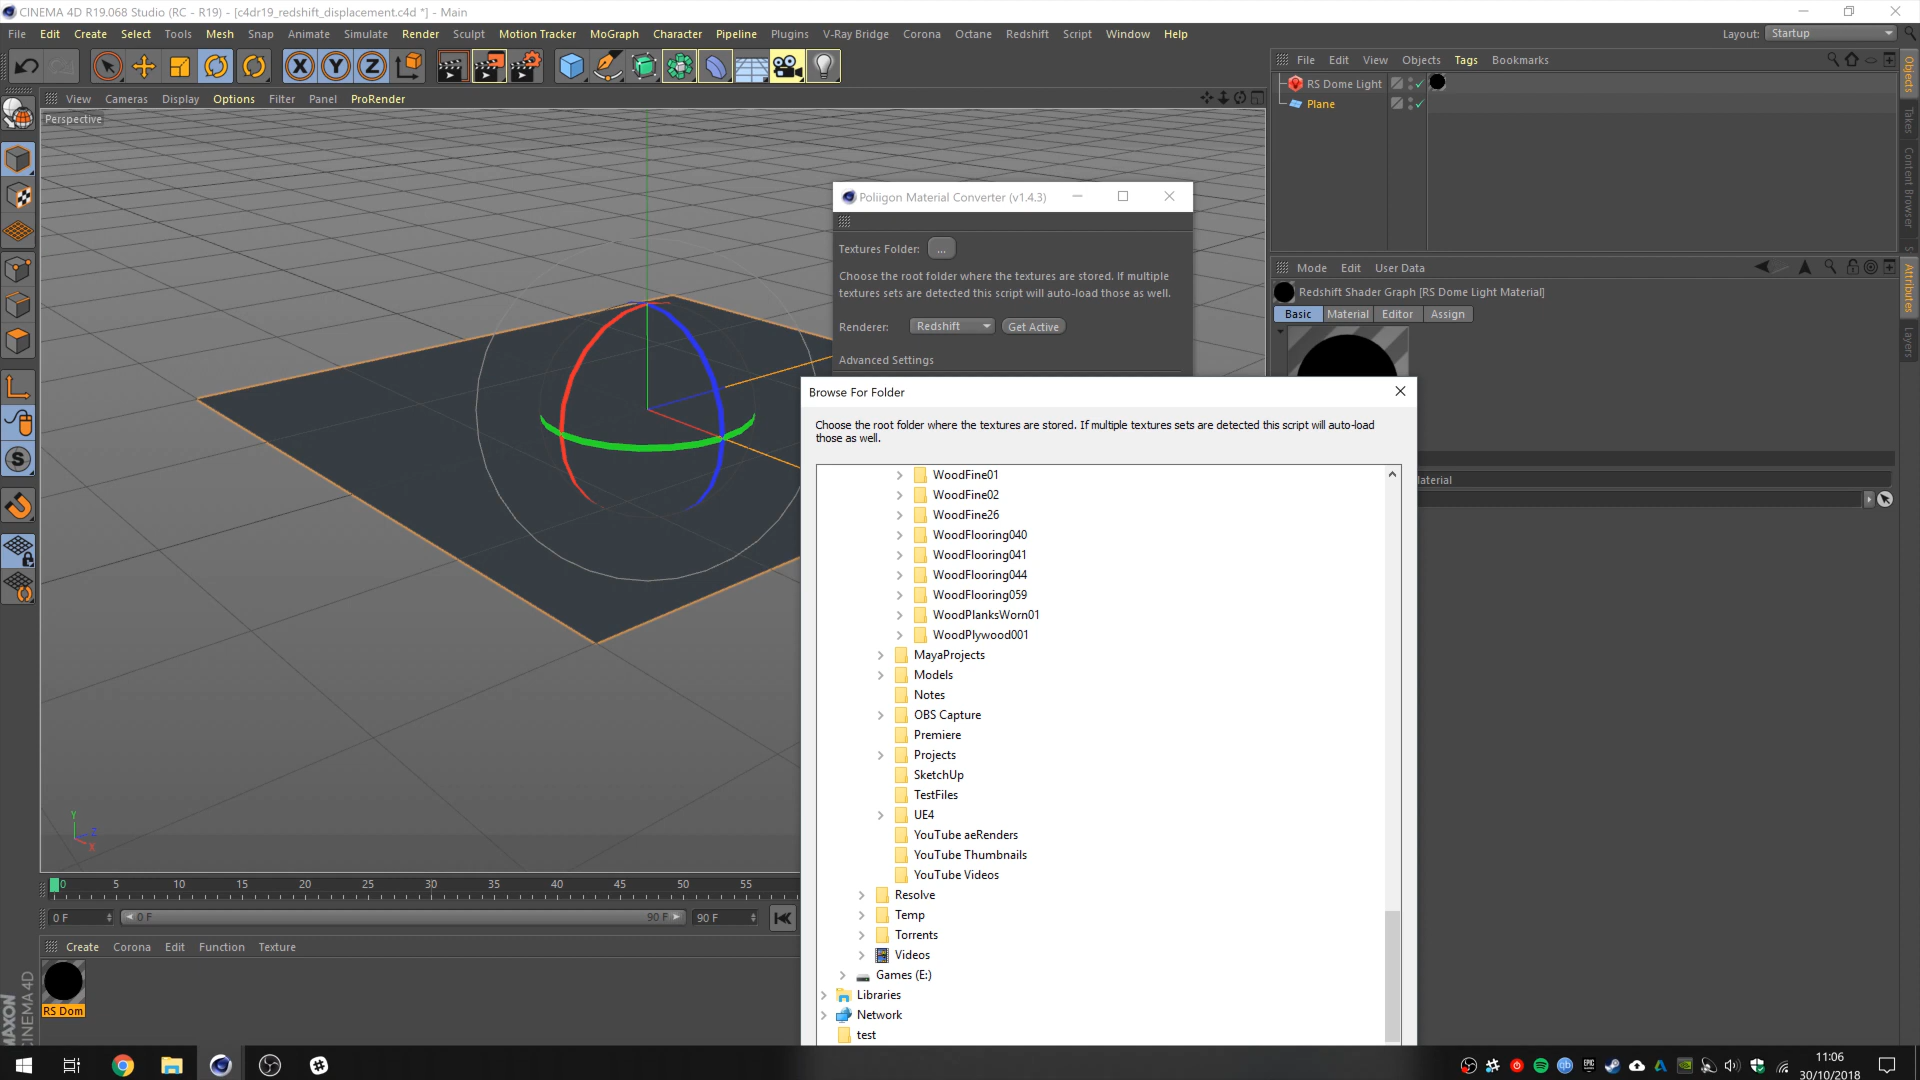 CINEMA 4D R19.068 Studio (RC - R19) - [c4dr19_redshift_displacement.c4d *] - Main
File Edit Create Select Tools Mesh Snap Animate Simulate Render Sculpt Motion Tracker MoGraph Character Pipeline Plugins V-Ray Bridge Corona Octane Redshift Script Window Help
Layout: Startup
File Edit View Objects Tags Bookmarks
RS Dome Light
Plane
View Cameras Display Options Filter Panel ProRender
Perspective
Poliigon Material Converter (v1.4.3)
Textures Folder: ...
Choose the root folder where the textures are stored. If multiple
textures sets are detected this script will auto-load those as well.
Renderer: Redshift Get Active
Advanced Settings
Mode Edit User Data
Redshift Shader Graph [RS Dome Light Material]
Basic Material Editor Assign
Browse For Folder
Choose the root folder where the textures are stored. If multiple textures sets are detected this script will auto-load
those as well.
WoodFine01
WoodFine02
WoodFine26
WoodFlooring040
WoodFlooring041
WoodFlooring044
WoodFlooring059
WoodPlanksWorn01
WoodPlywood001
MayaProjects
Models
Notes
OBS Capture
Premiere
Projects
SketchUp
TestFiles
UE4
YouTube aeRenders
YouTube Thumbnails
YouTube Videos
Resolve
Temp
Torrents
Videos
Games (E:)
Libraries
Network
test
aterial
Objects
Takes
Content Browser
S
Attributes
Layers
X Y Z
Y
Z
X
0 5 10 15 20 25 30 35 40 45 50 55
0 F 0 F 90 F 90 F
Create Corona Edit Function Texture
RS Dom
MAXON
CINEMA 4D
11:06
30/10/2018